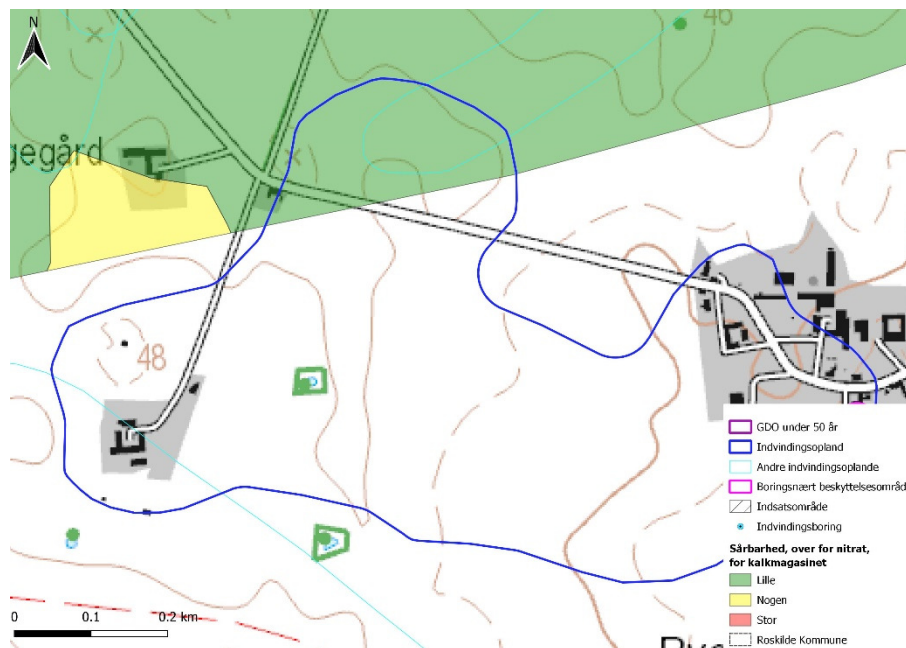 N
46
gegård
48
GDO under 50 år
Indvindingsopland
Andre indvindingsoplande
Boringsnært beskyttelsesområd
Indsatsområde
Indvindingsboring
Sårbarhed, over for nitrat,
for kalkmagasinet
Lille
Nogen
Stor
Roskilde Kommune
0 0.1 0.2 km